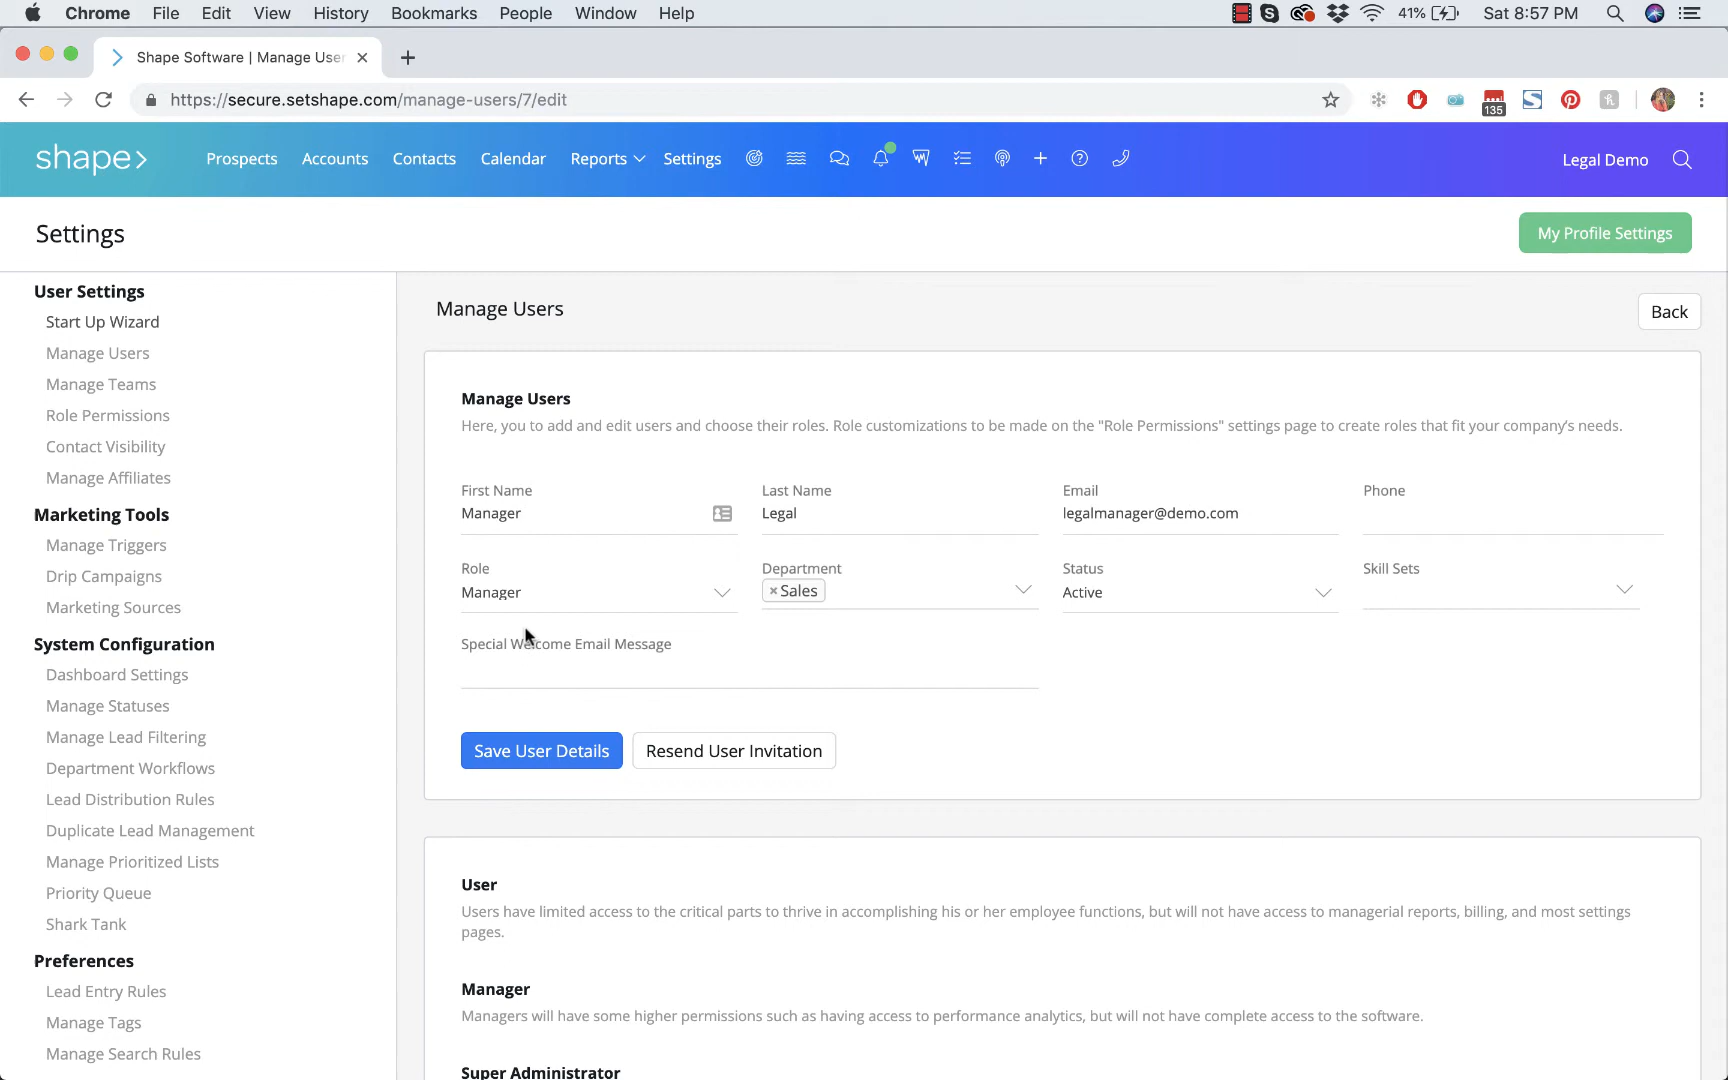 Chrome File Edit View History Bookmarks People Window Help 41% Sat 8:57 PM
Shape Software | Manage User
https://secure.setshape.com/manage-users/7/edit
135
shape> Prospects Accounts Contacts Calendar Reports Settings Legal Demo
Settings
My Profile Settings
User Settings
Start Up Wizard
Manage Users
Manage Teams
Role Permissions
Contact Visibility
Manage Affiliates
Marketing Tools
Manage Triggers
Drip Campaigns
Marketing Sources
System Configuration
Dashboard Settings
Manage Statuses
Manage Lead Filtering
Department Workflows
Lead Distribution Rules
Duplicate Lead Management
Manage Prioritized Lists
Priority Queue
Shark Tank
Preferences
Lead Entry Rules
Manage Tags
Manage Search Rules
Manage Users
Back
Manage Users
Here, you to add and edit users and choose their roles. Role customizations to be made on the "Role Permissions" settings page to create roles that fit your company's needs.
First Name Last Name Email Phone
Manager Legal legalmanager@demo.com
Role Department Status Skill Sets
Manager × Sales Active
Special Welcome Email Message
Save User Details Resend User Invitation
User
Users have limited access to the critical parts to thrive in accomplishing his or her employee functions, but will not have access to managerial reports, billing, and most settings
pages.
Manager
Managers will have some higher permissions such as having access to performance analytics, but will not have complete access to the software.
Super Administrator